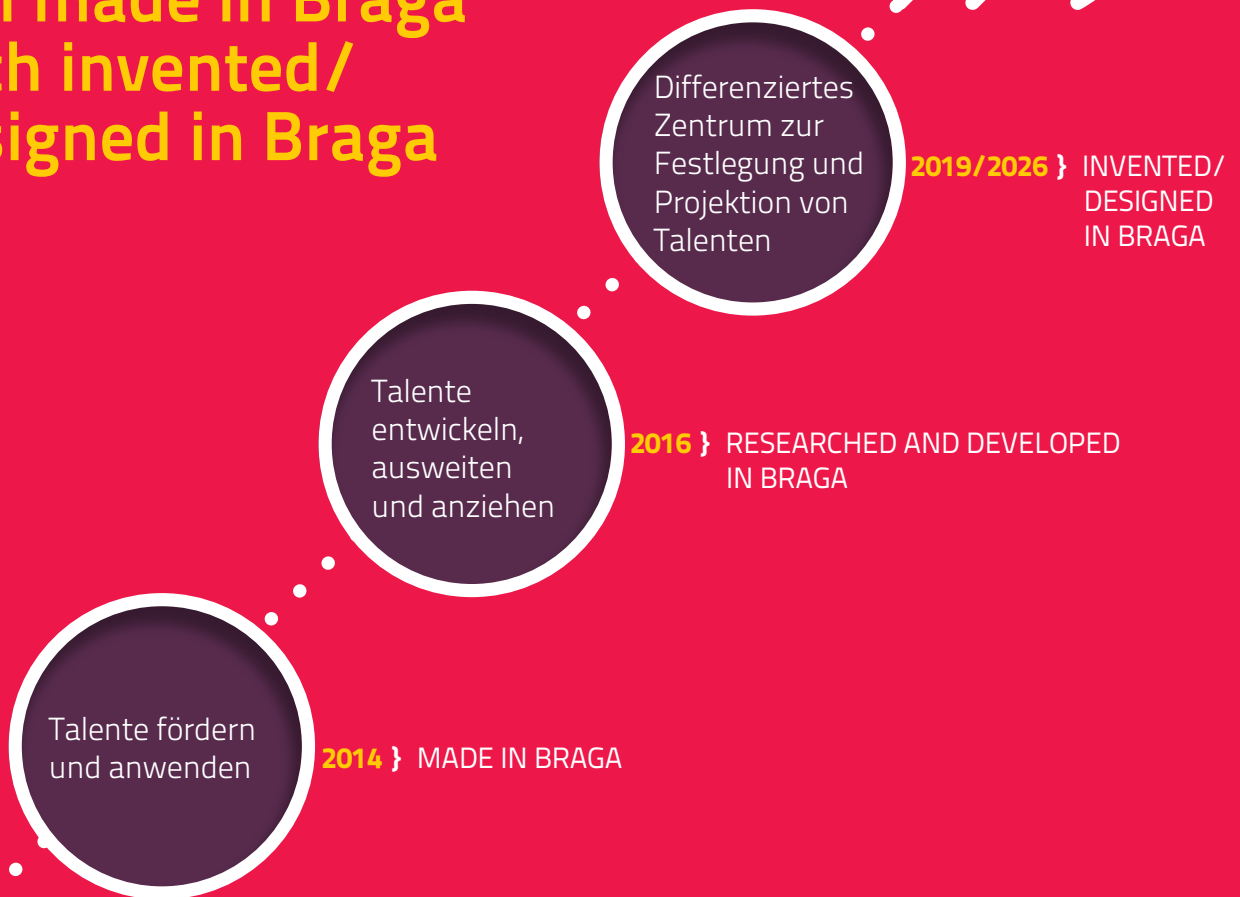 made in Braga
invented/
in Braga
Differenziertes
Zentrum zur
Festlegung und
Projektion von
Talenten
2019/2026 } INVENTED/
DESIGNED
IN BRAGA
Talente
entwickeln,
ausweiten
und anziehen
2016 } RESEARCHED AND DEVELOPED
IN BRAGA
Talente fördern
und anwenden
2014 } MADE IN BRAGA